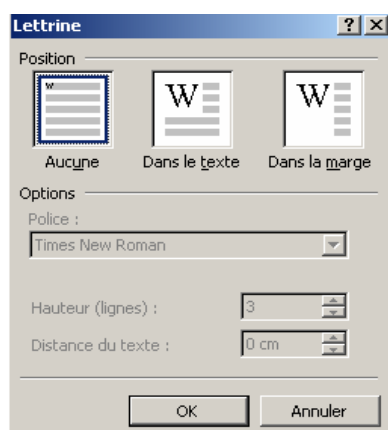 Lettrine
Position
W W W
Aucune Dans le texte Dans la marge
Options
Police :
Times New Roman
Hauteur (lignes) : 3
Distance du texte : 0 cm
OK Annuler